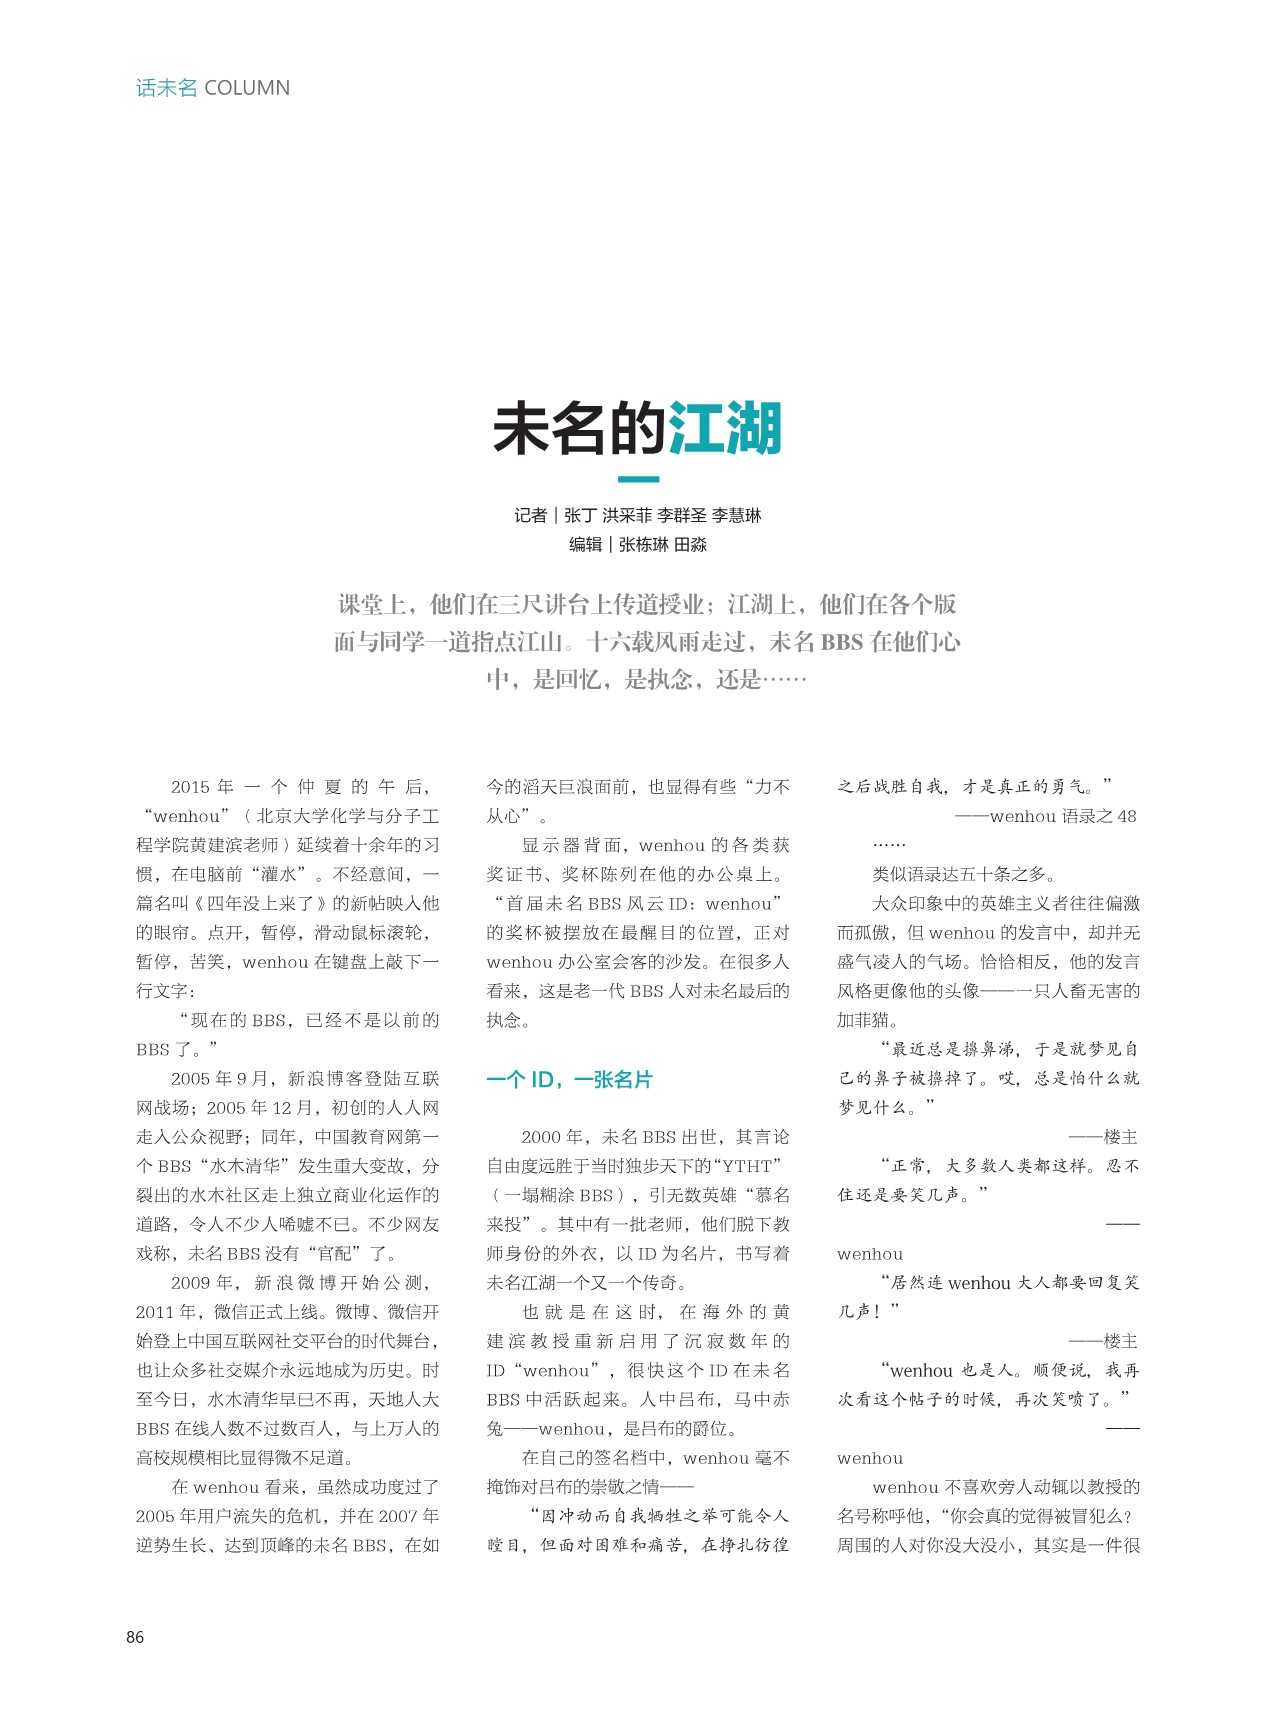 话未名 COLUMN
未名的江湖
记者｜张丁 洪采菲 李群圣 李慧琳
编辑｜张栋琳 田淼
课堂上，他们在三尺讲台上传道授业；江湖上，他们在各个版
面与同学一道指点江山。十六载风雨走过，未名 BBS 在他们心
中，是回忆，是执念，还是……
2015 年一个仲夏的午后，
“wenhou”（北京大学化学与分子工
程学院黄建滨老师）延续着十余年的习
惯，在电脑前“灌水”。不经意间，一
篇名叫《四年没上来了》的新帖映入他
的眼帘。点开，暂停，滑动鼠标滚轮，
暂停，苦笑，wenhou 在键盘上敲下一
行文字：
“现在的 BBS，已经不是以前的
BBS 了。”
2005 年 9 月，新浪博客登陆互联
网战场；2005 年 12 月，初创的人人网
走入公众视野；同年，中国教育网第一
个 BBS“水木清华”发生重大变故，分
裂出的水木社区走上独立商业化运作的
道路，令人不少人唏嘘不已。不少网友
戏称，未名 BBS 没有“官配”了。
2009 年，新浪微博开始公测，
2011 年，微信正式上线。微博、微信开
始登上中国互联网社交平台的时代舞台，
也让众多社交媒介永远地成为历史。时
至今日，水木清华早已不再，天地人大
BBS 在线人数不过数百人，与上万人的
高校规模相比显得微不足道。
在 wenhou 看来，虽然成功度过了
2005 年用户流失的危机，并在 2007 年
逆势生长、达到顶峰的未名 BBS，在如
今的滔天巨浪面前，也显得有些“力不
从心”。
显示器背面，wenhou 的各类获
奖证书、奖杯陈列在他的办公桌上。
“首届未名 BBS 风云 ID：wenhou”
的奖杯被摆放在最醒目的位置，正对
wenhou 办公室会客的沙发。在很多人
看来，这是老一代 BBS 人对未名最后的
执念。
一个 ID，一张名片
2000 年，未名 BBS 出世，其言论
自由度远胜于当时独步天下的“YTHT”
（一塌糊涂 BBS），引无数英雄“慕名
来投”。其中有一批老师，他们脱下教
师身份的外衣，以 ID 为名片，书写着
未名江湖一个又一个传奇。
也就是在这时，在海外的黄
建滨教授重新启用了沉寂数年的
ID“wenhou”，很快这个 ID 在未名
BBS 中活跃起来。人中吕布，马中赤
兔——wenhou，是吕布的爵位。
在自己的签名档中，wenhou 毫不
掩饰对吕布的崇敬之情——
“因冲动而自我牺牲之举可能令人
瞠目，但面对困难和痛苦，在挣扎彷徨
之后战胜自我，才是真正的勇气。”
——wenhou 语录之 48
……
类似语录达五十条之多。
大众印象中的英雄主义者往往偏激
而孤傲，但 wenhou 的发言中，却并无
盛气凌人的气场。恰恰相反，他的发言
风格更像他的头像——一只人畜无害的
加菲猫。
“最近总是擤鼻涕，于是就梦见自
己的鼻子被擤掉了。哎，总是怕什么就
梦见什么。”
——楼主
“正常，大多数人类都这样。忍不
住还是要笑几声。”
——
wenhou
“居然连 wenhou 大人都要回复笑
几声！”
——楼主
“wenhou 也是人。顺便说，我再
次看这个帖子的时候，再次笑喷了。”
——
wenhou
wenhou 不喜欢旁人动辄以教授的
名号称呼他，“你会真的觉得被冒犯么？
周围的人对你没大没小，其实是一件很
86